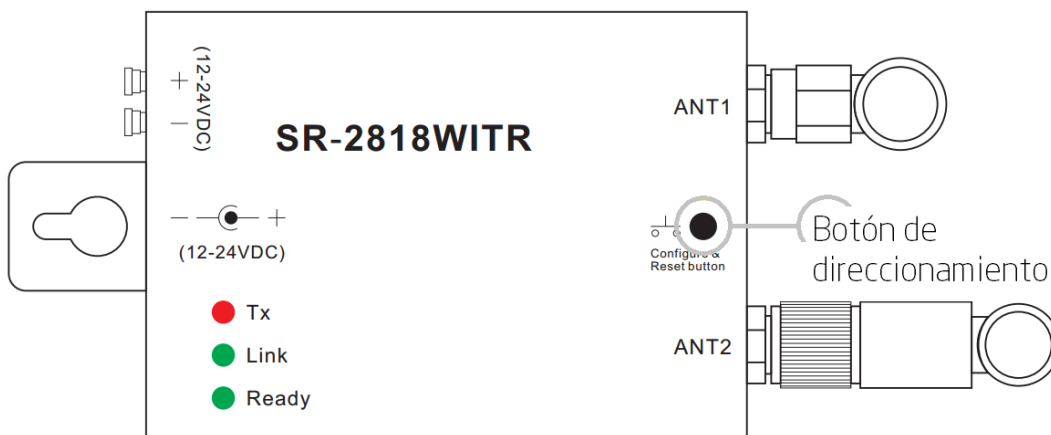 (12-24VDC)
+
−
ANT1
SR-2818WITR
− +
(12-24VDC)
Configure &
Reset button
Botón de
direccionamiento
Tx
Link
Ready
ANT2